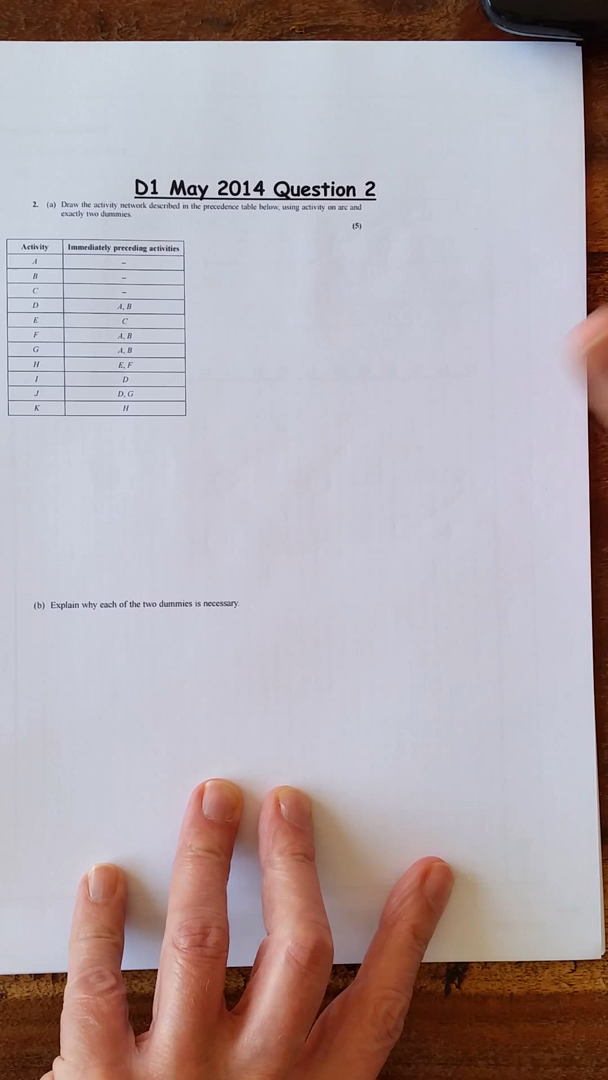 D1 May 2014 Question 2
2. (a) Draw the activity network described in the precedence table below, using activity on arc and
exactly two dummies.
(5)
Activity Immediately preceding activities
A –
B –
C –
D A, B
E C
F A, B
G A, B
H E, F
I D
J D, G
K H
(b) Explain why each of the two dummies is necessary.